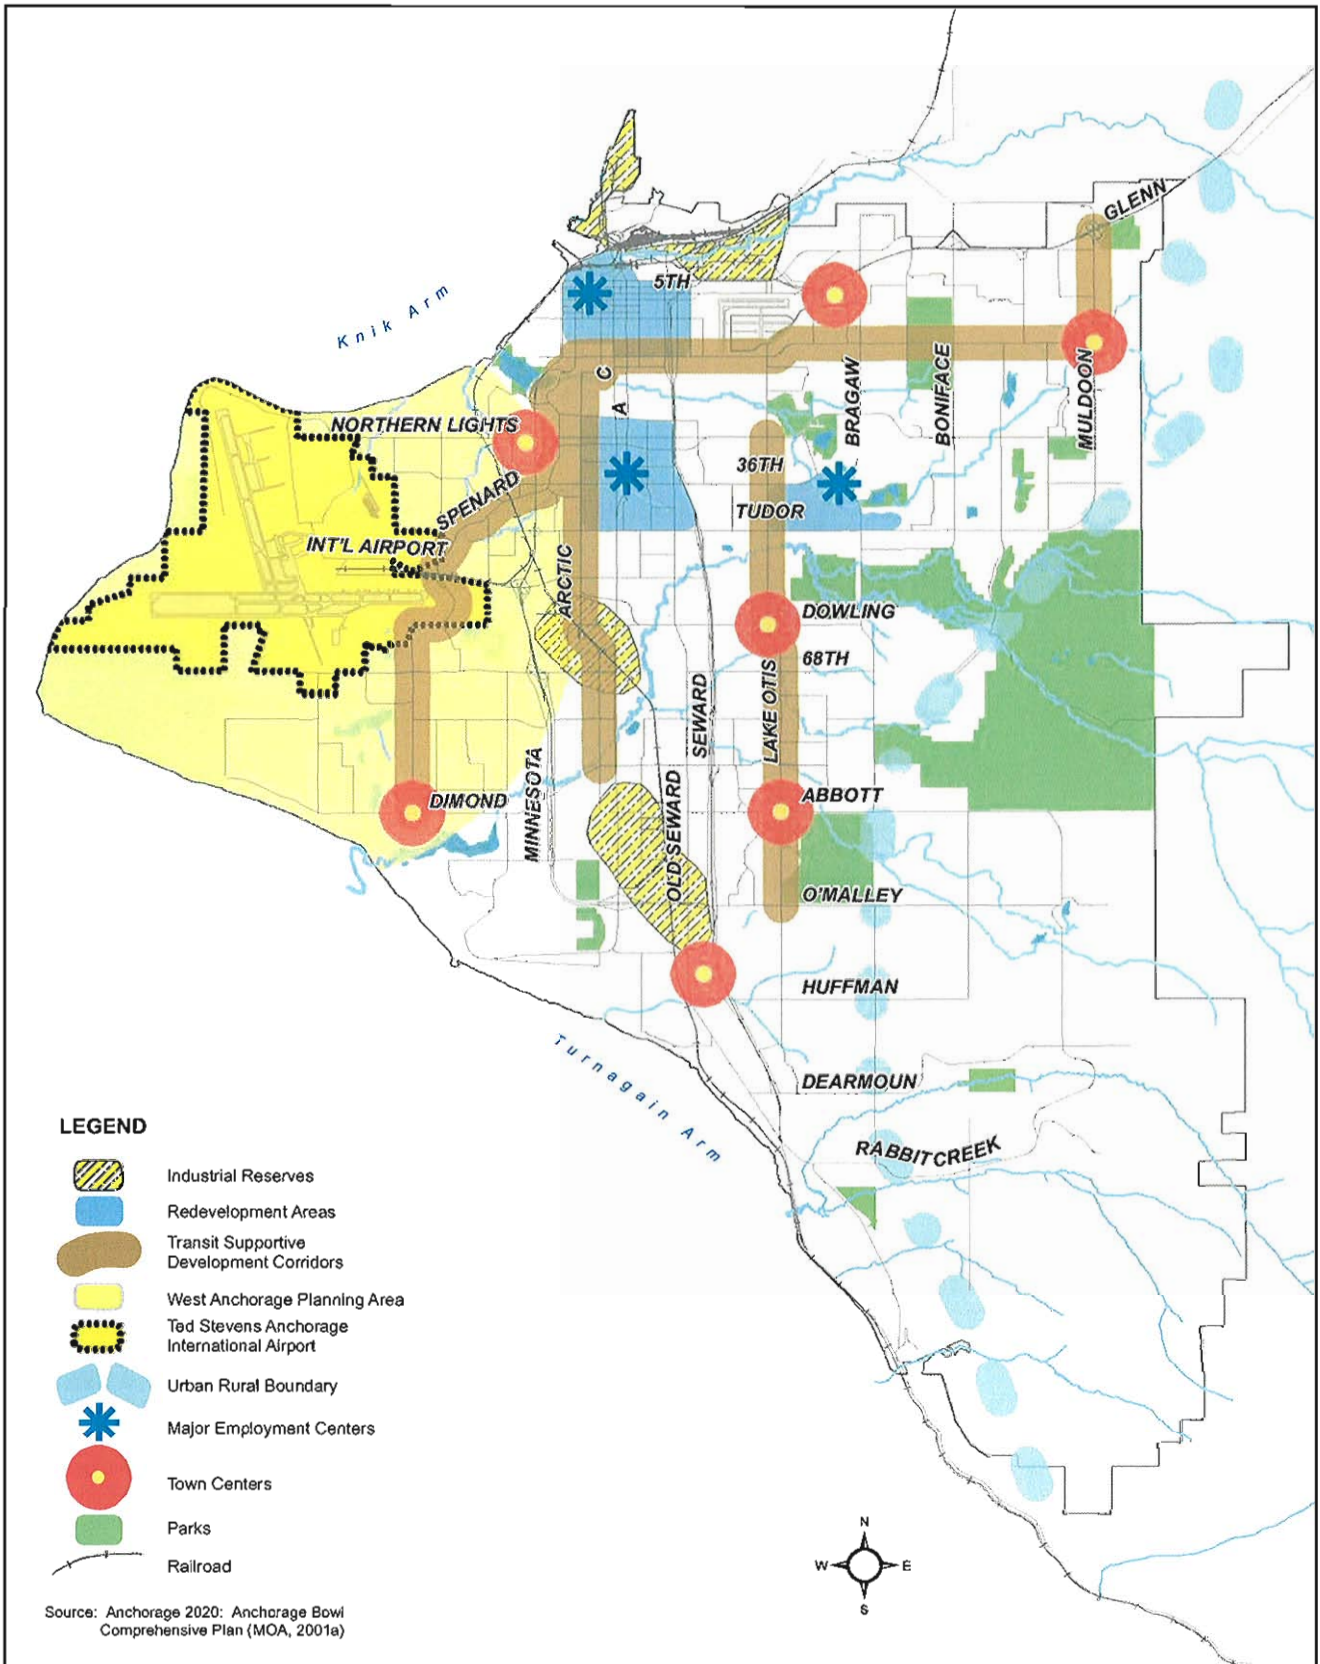 GLENN
5TH
Knik Arm
C
A
BRAGAW
BONIFACE
MULDOON
NORTHERN LIGHTS
36TH
SPENARD
TUDOR
INT'L AIRPORT
ARCTIC
DOWLING
68TH
LAKE OTIS
SEWARD
MINNESOTA
OLD SEWARD
DIMOND
ABBOTT
O'MALLEY
HUFFMAN
Turnagain Arm
DEARMOUN
RABBIT CREEK
LEGEND
Industrial Reserves
Redevelopment Areas
Transit Supportive
Development Corridors
West Anchorage Planning Area
Ted Stevens Anchorage
International Airport
Urban Rural Boundary
Major Employment Centers
Town Centers
Parks
Railroad
N
W E
S
Source: Anchorage 2020: Anchorage Bowl
Comprehensive Plan (MOA, 2001a)